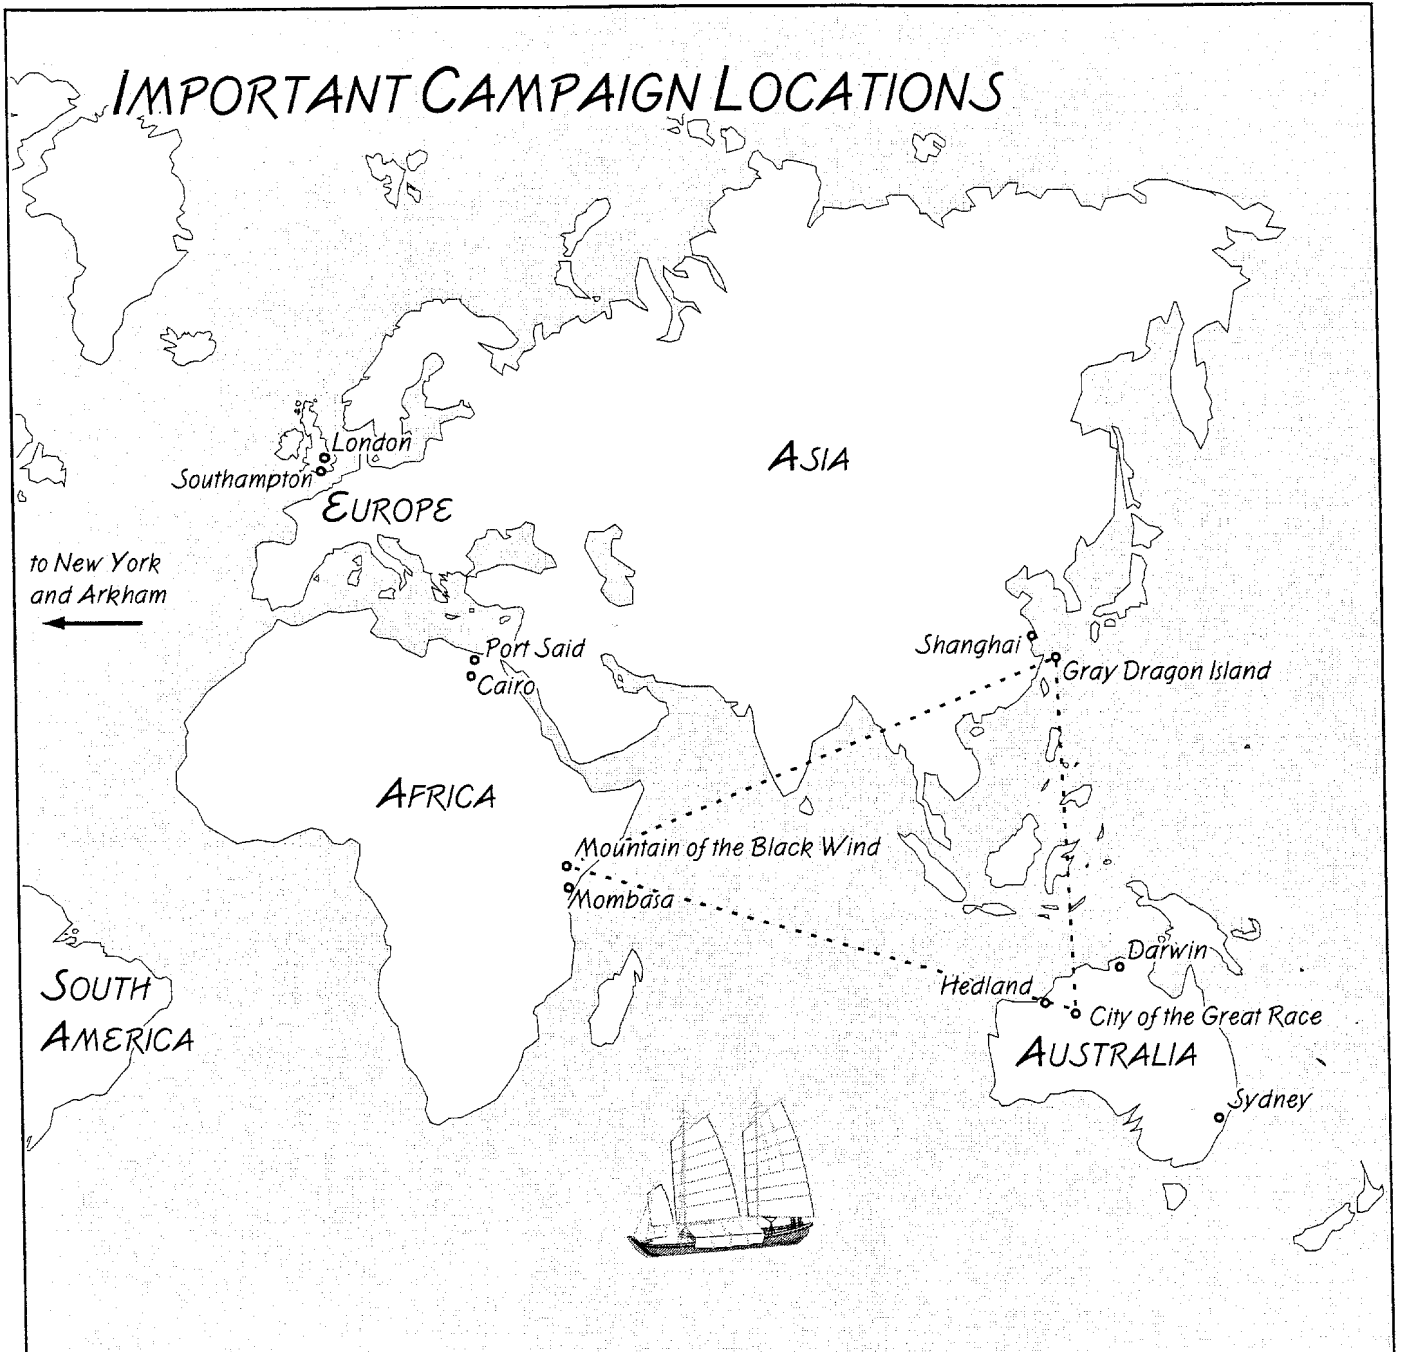 IMPORTANT CAMPAIGN LOCATIONS
London
Southampton
EUROPE
ASIA
to New York
and Arkham
Port Said
Cairo
Shanghai
Gray Dragon Island
AFRICA
Mountain of the Black Wind
Mombasa
Darwin
Hedland
City of the Great Race
SOUTH
AMERICA
AUSTRALIA
Sydney